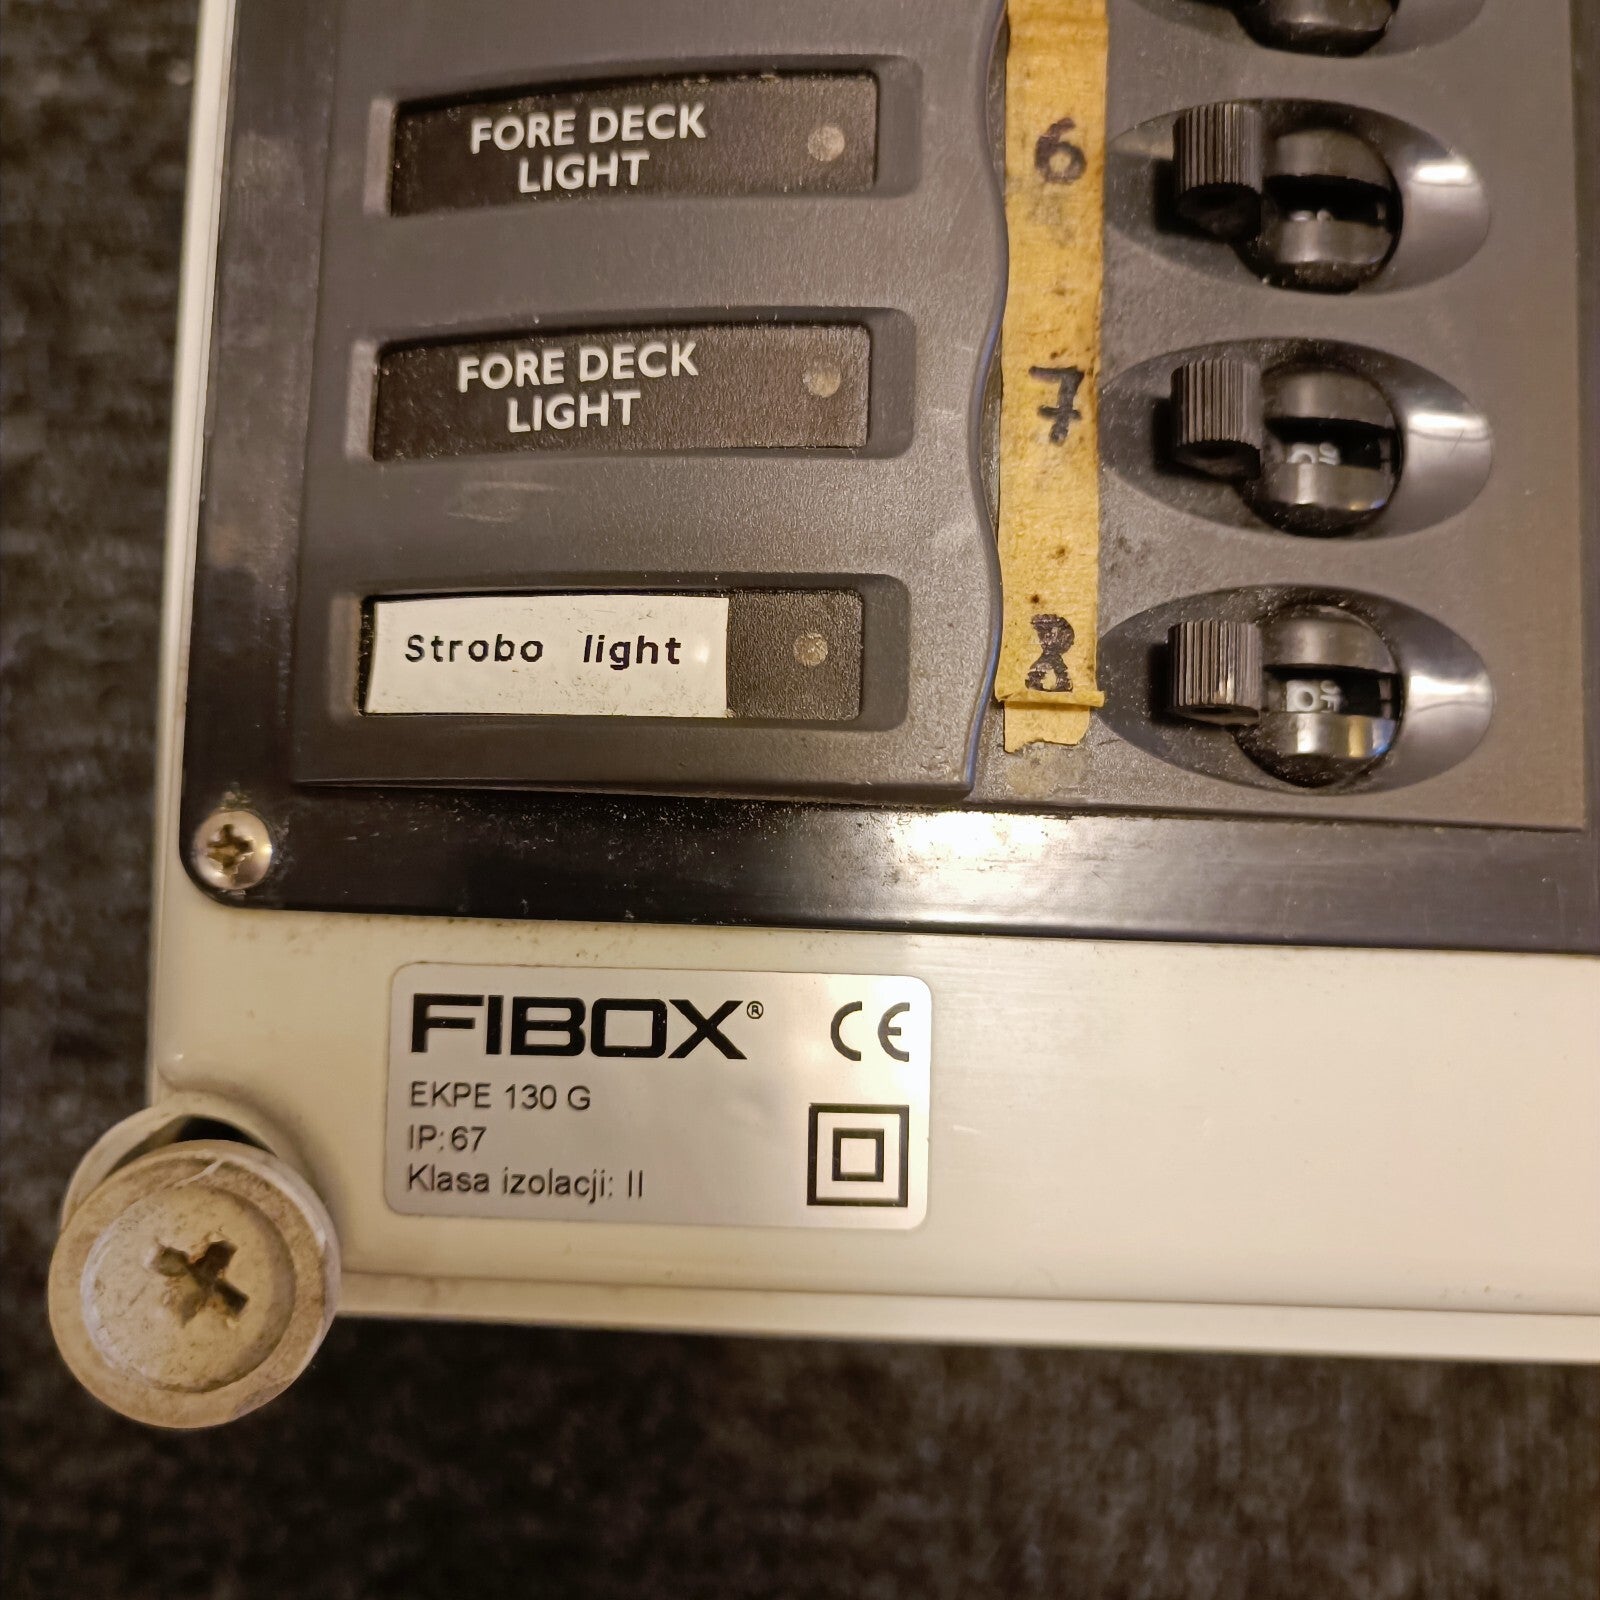 FORE DECK
LIGHT
6
FORE DECK
LIGHT
7
Strobo light
8
FIBOX® CE
EKPE 130 G
IP: 67
Klasa izolacji: II